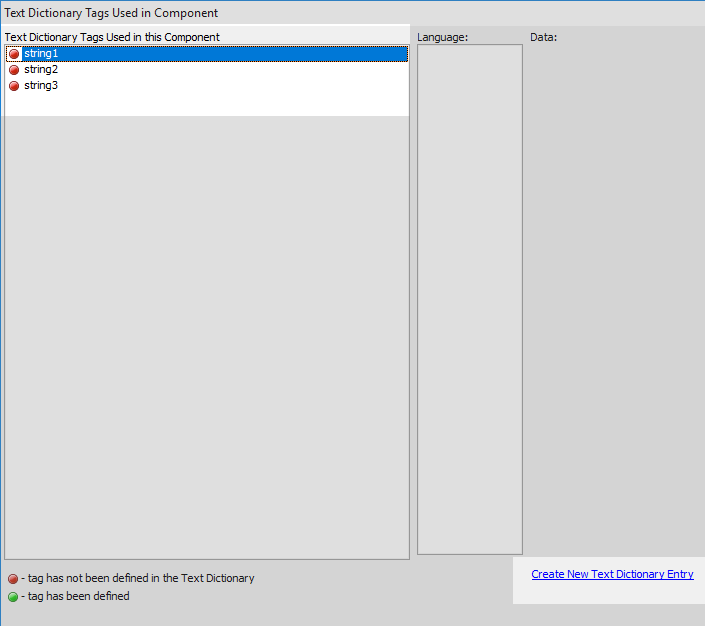 Text Dictionary Tags Used in Component
Text Dictionary Tags Used in this Component
Language:
Data:
string1
string2
string3
- tag has not been defined in the Text Dictionary
- tag has been defined
Create New Text Dictionary Entry